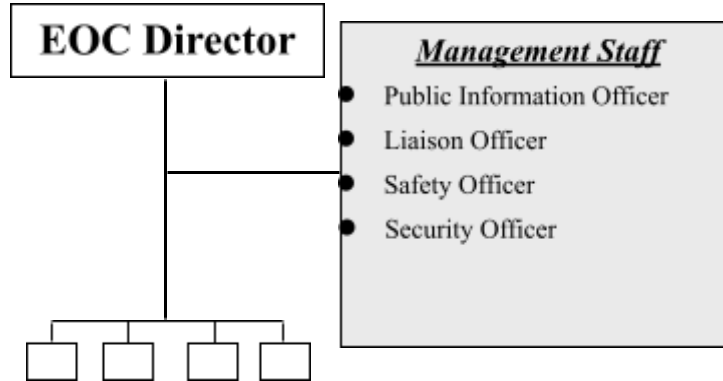 EOC Director
Management Staff
Public Information Officer
Liaison Officer
Safety Officer
Security Officer